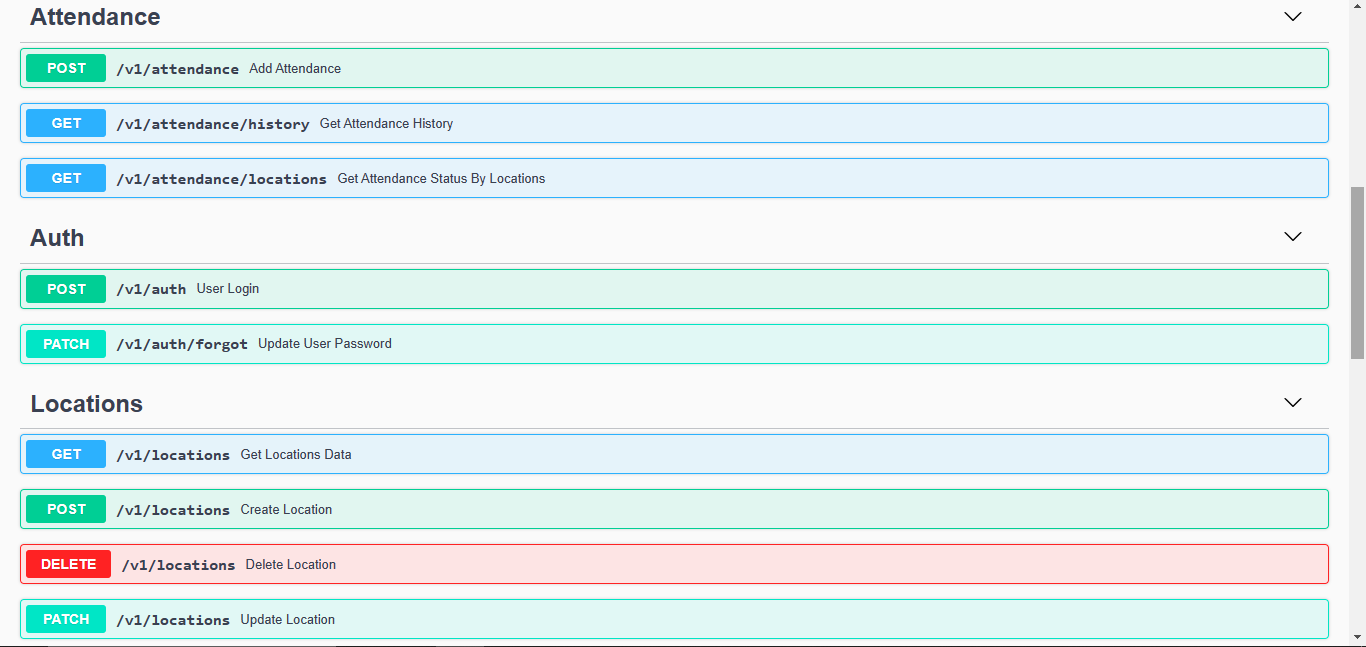 Attendance
POST /v1/attendance Add Attendance
GET /v1/attendance/history Get Attendance History
GET /v1/attendance/locations Get Attendance Status By Locations
Auth
POST /v1/auth User Login
PATCH /v1/auth/forgot Update User Password
Locations
GET /v1/locations Get Locations Data
POST /v1/locations Create Location
DELETE /v1/locations Delete Location
PATCH /v1/locations Update Location